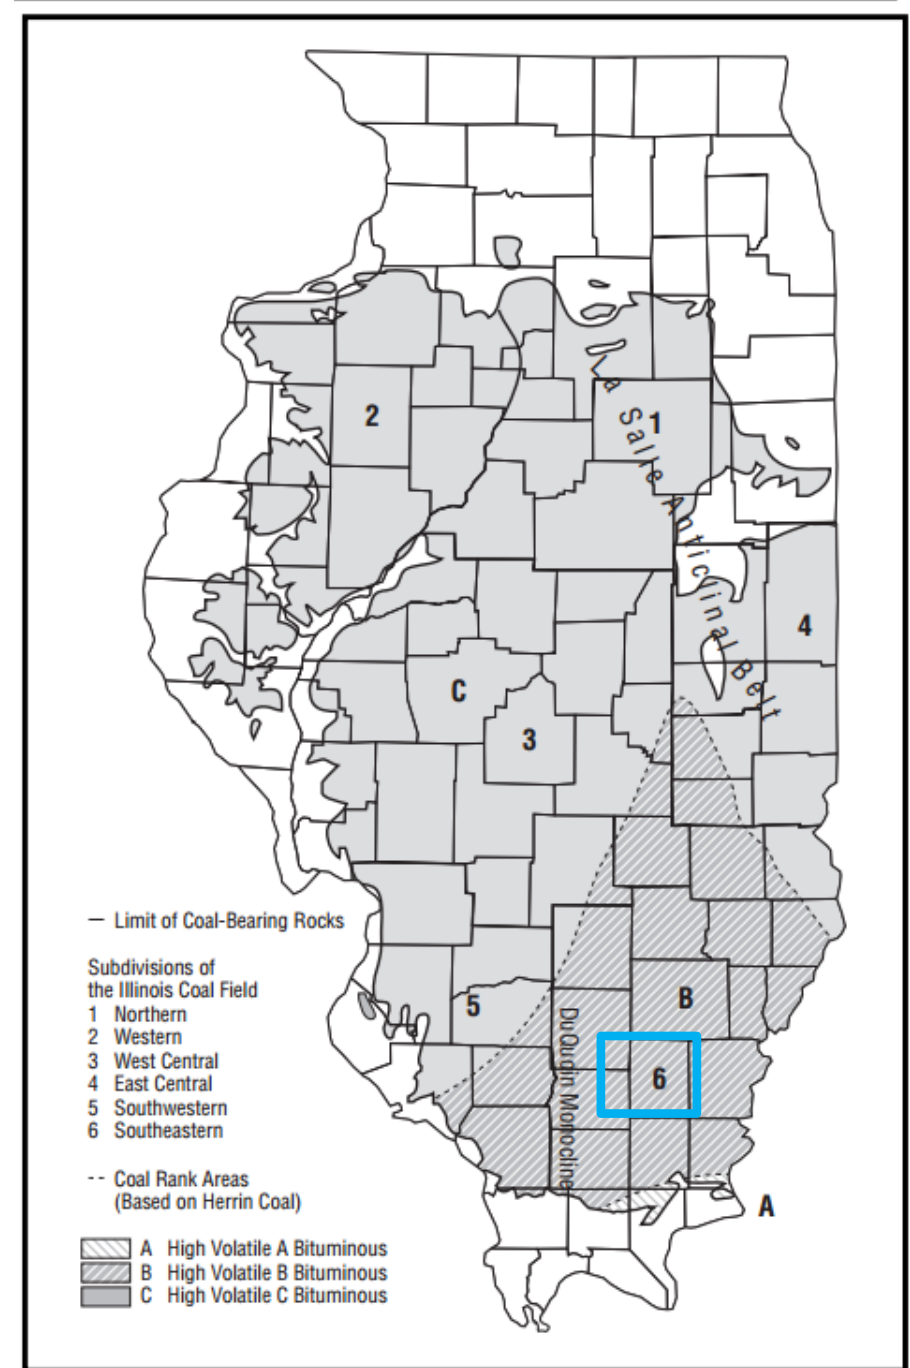 La Salle Anticlinal Belt
2
1
4
C
3
5
B
DuQuoin Monocline
6
A
— Limit of Coal-Bearing Rocks
Subdivisions of
the Illinois Coal Field
1 Northern
2 Western
3 West Central
4 East Central
5 Southwestern
6 Southeastern
-- Coal Rank Areas
(Based on Herrin Coal)
A High Volatile A Bituminous
B High Volatile B Bituminous
C High Volatile C Bituminous